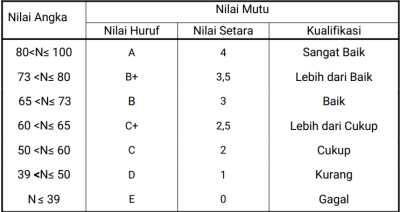 Nilai Angka Nilai Mutu
Nilai Huruf Nilai Setara Kualifikasi
80<N≤ 100 A 4 Sangat Baik
73 <N≤ 80 B+ 3,5 Lebih dari Baik
65 <N≤ 73 B 3 Baik
60 <N≤ 65 C+ 2,5 Lebih dari Cukup
50 <N≤ 60 C 2 Cukup
39 <N≤ 50 D 1 Kurang
N ≤ 39 E 0 Gagal